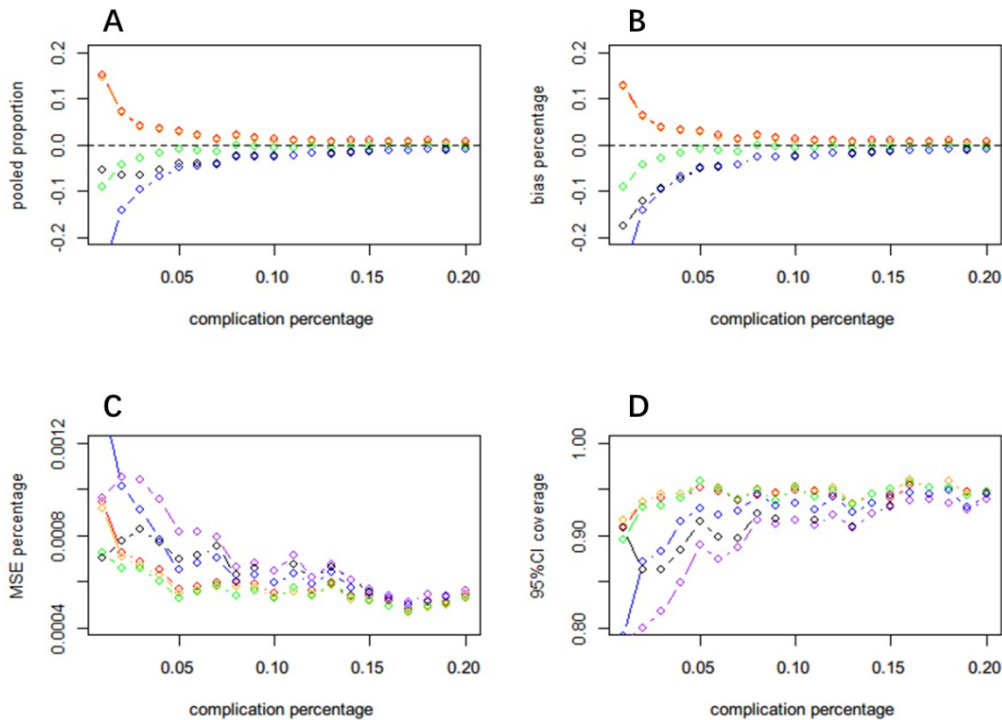 A
pooled proportion
0.2
0.1
0.0
-0.1
-0.2
0.05 0.10 0.15 0.20
complication percentage
B
bias percentage
0.2
0.1
0.0
-0.1
-0.2
0.05 0.10 0.15 0.20
complication percentage
C
MSE percentage
0.0012
0.0008
0.0004
0.05 0.10 0.15 0.20
complication percentage
D
95%CI coverage
1.00
0.90
0.80
0.05 0.10 0.15 0.20
complication percentage